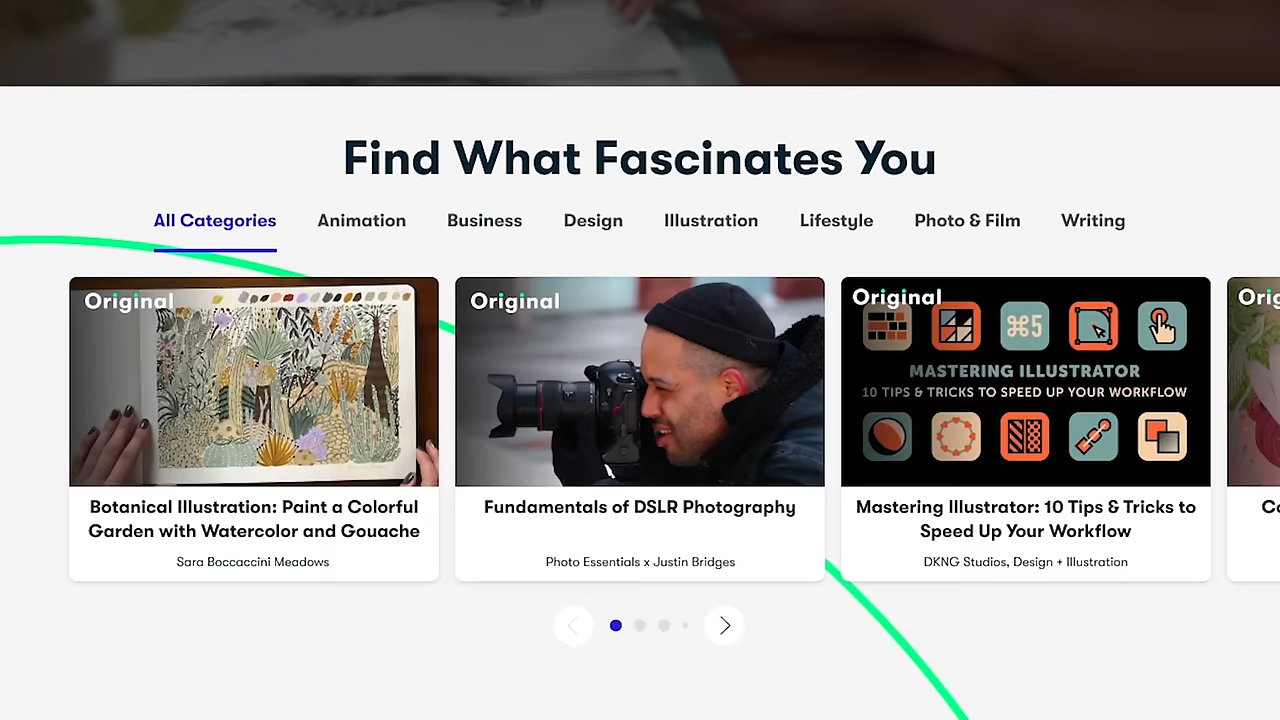 Find What Fascinates You
All Categories Animation Business Design Illustration Lifestyle Photo & Film Writing
Original
Botanical Illustration: Paint a Colorful
Garden with Watercolor and Gouache
Sara Boccaccini Meadows
Original
Fundamentals of DSLR Photography
Photo Essentials x Justin Bridges
Original
⌘5
MASTERING ILLUSTRATOR
10 TIPS & TRICKS TO SPEED UP YOUR WORKFLOW
Mastering Illustrator: 10 Tips & Tricks to
Speed Up Your Workflow
DKNG Studios, Design + Illustration